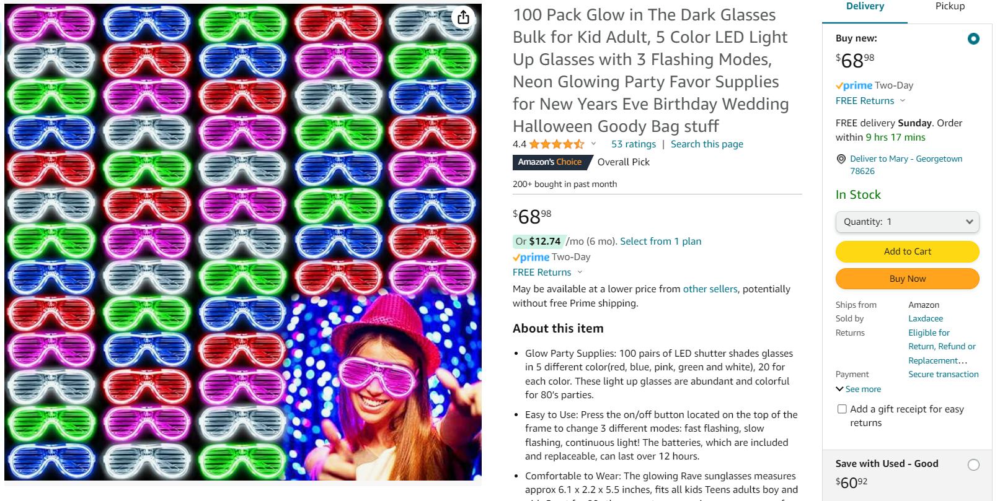 100 Pack Glow in The Dark Glasses
Bulk for Kid Adult, 5 Color LED Light
Up Glasses with 3 Flashing Modes,
Neon Glowing Party Favor Supplies
for New Years Eve Birthday Wedding
Halloween Goody Bag stuff
4.4 53 ratings | Search this page
Amazon's Choice Overall Pick
200+ bought in past month
$68 98
Or $12.74 /mo (6 mo). Select from 1 plan
prime Two-Day
FREE Returns
May be available at a lower price from other sellers, potentially
without free Prime shipping.
About this item
• Glow Party Supplies: 100 pairs of LED shutter shades glasses
in 5 different color(red, blue, pink, green and white), 20 for
each color. These light up glasses are abundant and colorful
for 80's parties.
• Easy to Use: Press the on/off button located on the top of the
frame to change 3 different modes: fast flashing, slow
flashing, continuous light! The batteries, which are included
and replaceable, can last over 12 hours.
• Comfortable to Wear: The glowing Rave sunglasses measures
approx 6.1 x 2.2 x 5.5 inches, fits all kids Teens adults boy and
Delivery Pickup
Buy new:
$68 98
prime Two-Day
FREE Returns
FREE delivery Sunday. Order
within 9 hrs 17 mins
Deliver to Mary - Georgetown
78626
In Stock
Quantity: 1
Add to Cart
Buy Now
Ships from Amazon
Sold by Laxdacee
Returns Eligible for
Return, Refund or
Replacement…
Payment Secure transaction
See more
Add a gift receipt for easy
returns
Save with Used - Good
$60 92